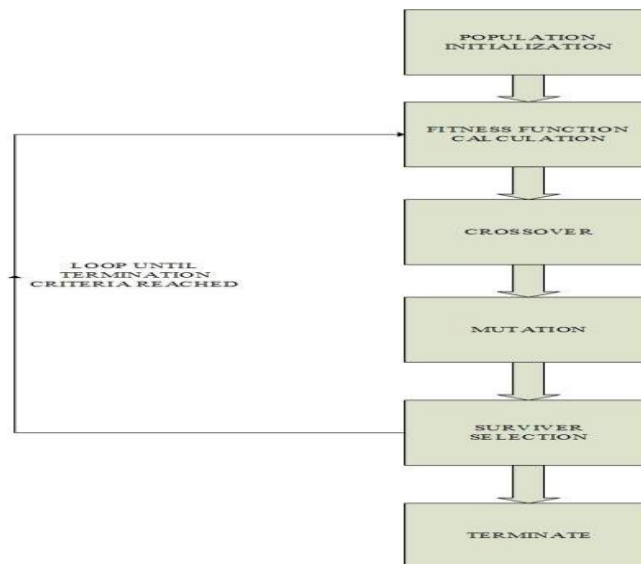 POPULATION
INITIALIZATION
FITNESS FUNCTION
CALCULATION
CROSSOVER
LOOP UNTIL
TERMINATION
CRITERIA REACHED
MUTATION
SURVIVER
SELECTION
TERMINATE